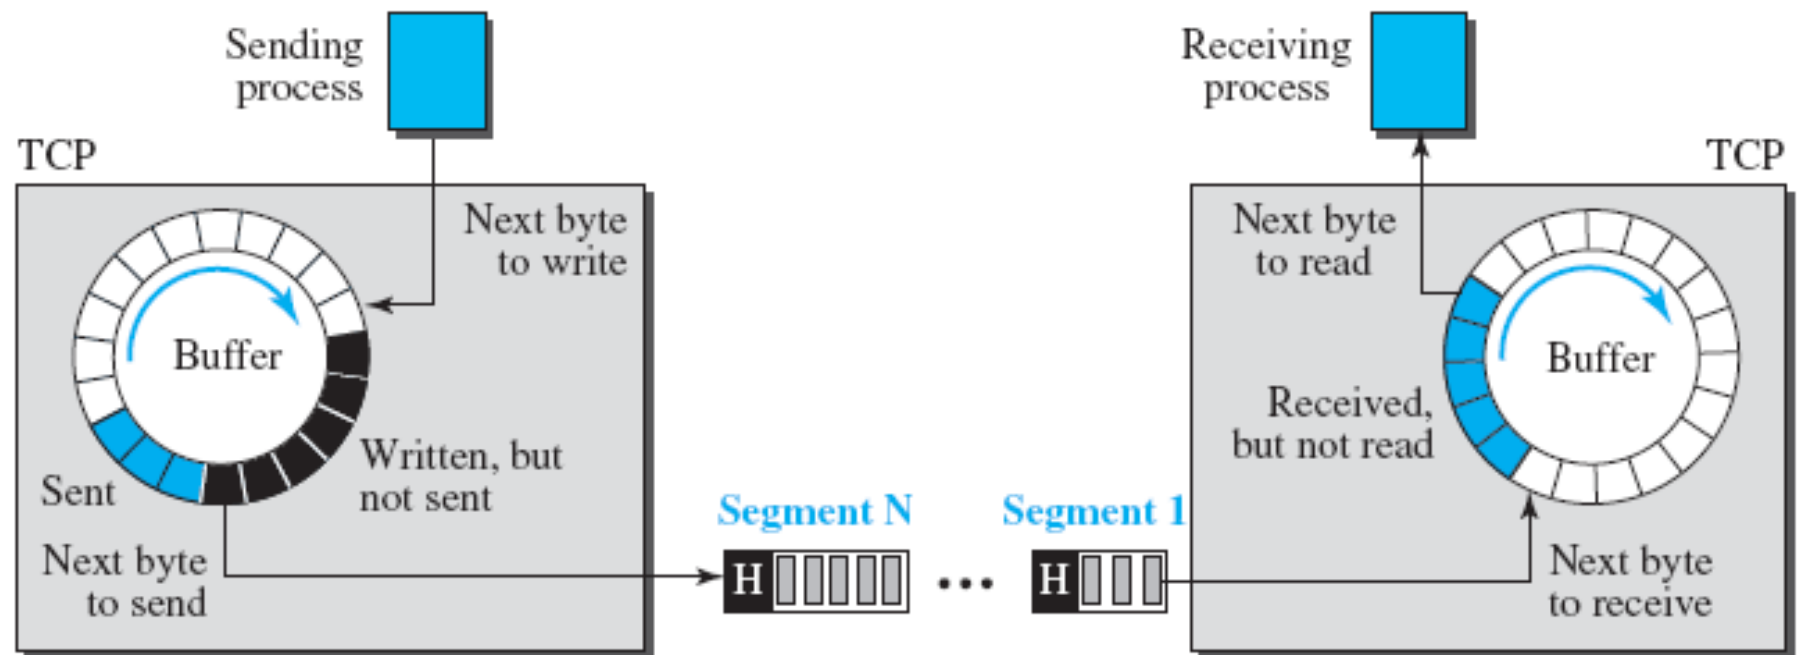 Sending
process
Receiving
process
TCP
TCP
Next byte
to write
Next byte
to read
Buffer
Buffer
Received,
but not read
Written, but
not sent
Sent
Segment N
Segment 1
Next byte
to send
H
...
H
Next byte
to receive